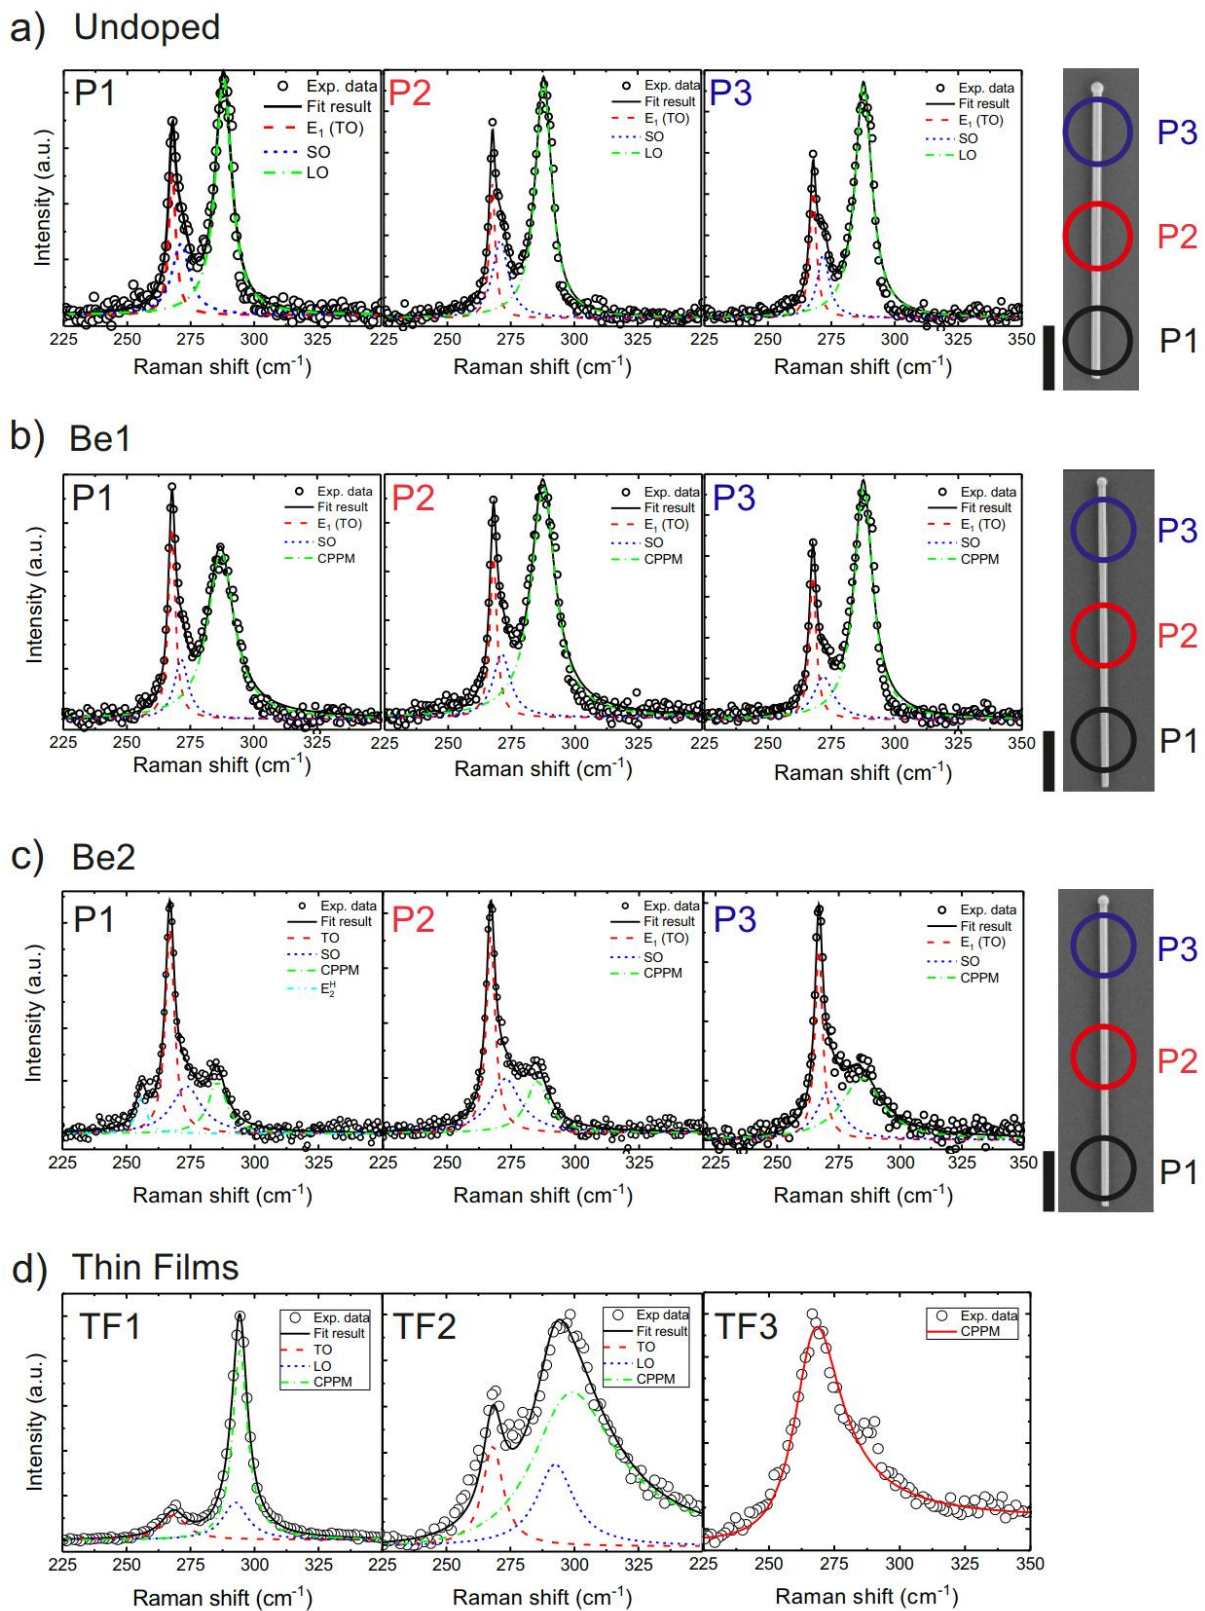 a) Undoped
P1
Exp. data
Fit result
E₁ (TO)
SO
LO
P2
Exp. data
Fit result
E₁ (TO)
SO
LO
P3
Exp. data
Fit result
E₁ (TO)
SO
LO
P3
P2
P1
Intensity (a.u.)
225 250 275 300 225 250 275 300 225 250 275 300 325 350
Raman shift (cm⁻¹) Raman shift (cm⁻¹) Raman shift (cm⁻¹)
b) Be1
P1
Exp. data
Fit result
E₁ (TO)
SO
CPPM
P2
Exp. data
Fit result
E₁ (TO)
SO
CPPM
P3
Exp. data
Fit result
E₁ (TO)
SO
CPPM
P3
P2
P1
Intensity (a.u.)
225 250 275 300 225 250 275 300 225 250 275 300 325 350
Raman shift (cm⁻¹) Raman shift (cm⁻¹) Raman shift (cm⁻¹)
c) Be2
P1
Exp. data
Fit result
TO
SO
CPPM
E₂ᴴ
P2
Exp. data
Fit result
E₁ (TO)
SO
CPPM
P3
Exp. data
Fit result
E₁ (TO)
SO
CPPM
P3
P2
P1
Intensity (a.u.)
225 250 275 300 225 250 275 300 225 250 275 300 325 350
Raman shift (cm⁻¹) Raman shift (cm⁻¹) Raman shift (cm⁻¹)
d) Thin Films
TF1
Exp. data
Fit result
TO
LO
CPPM
TF2
Exp. data
Fit result
TO
LO
CPPM
TF3
Exp. data
CPPM
Intensity (a.u.)
225 250 275 300 225 250 275 300 325 225 250 275 300 325 350
Raman shift (cm⁻¹) Raman shift (cm⁻¹) Raman shift (cm⁻¹)